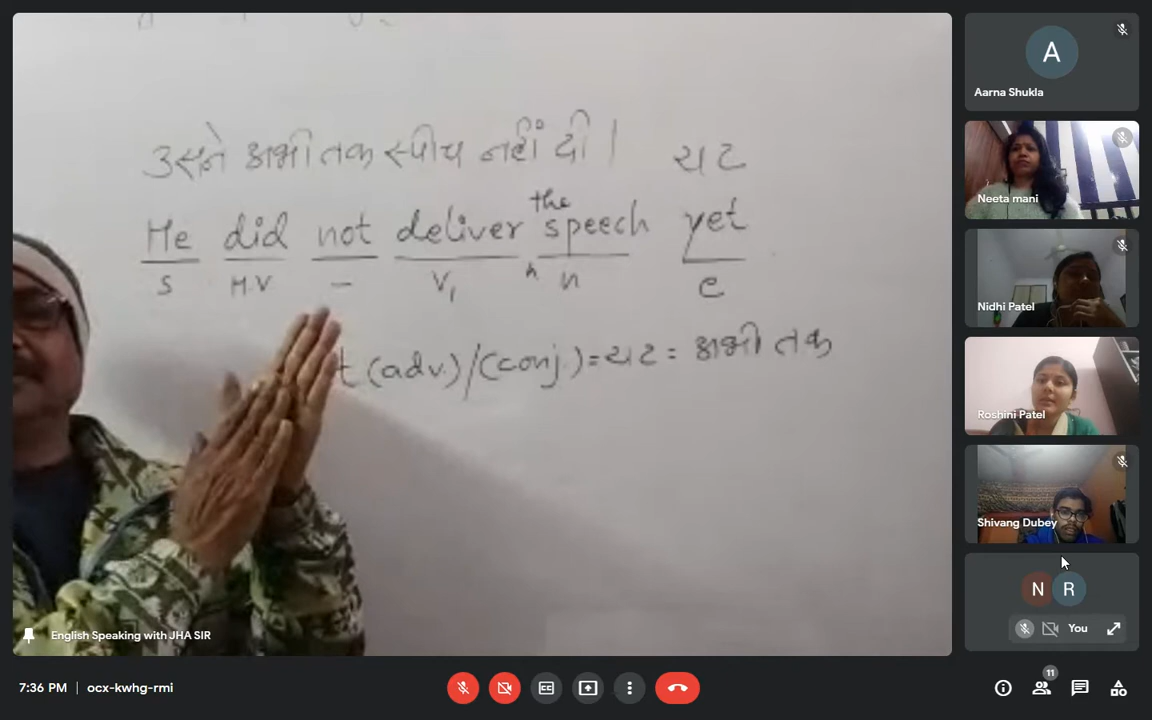 उसने अभी तक स्पीच नहीं दी। यट
the
He did not deliver speech yet
S H.V – V₁ ^ n e
t (adv.)/(conj.) = यट = अभी तक
English Speaking with JHA SIR
Aarna Shukla
A
Neeta mani
Nidhi Patel
Roshini Patel
Shivang Dubey
N R
You
7:36 PM | ocx-kwhg-rmi
11